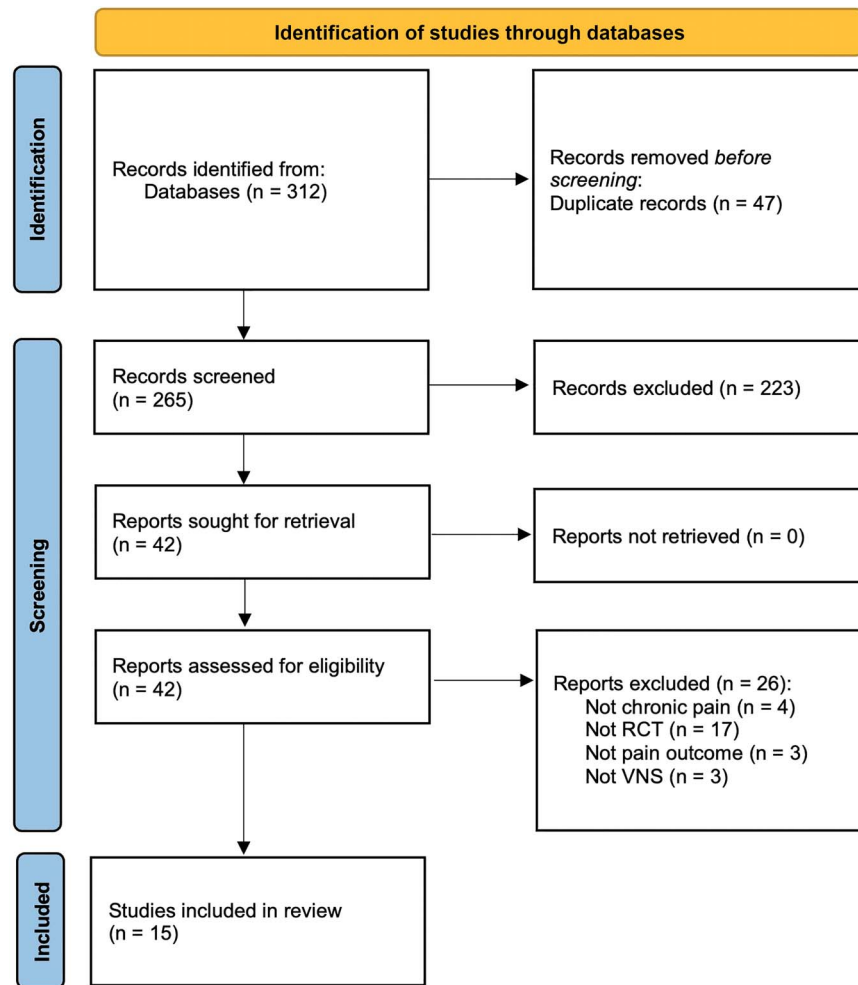 Identification of studies through databases
Identification
Records identified from:
Databases (n = 312)
Records removed before
screening:
Duplicate records (n = 47)
Screening
Records screened
(n = 265)
Records excluded (n = 223)
Reports sought for retrieval
(n = 42)
Reports not retrieved (n = 0)
Reports assessed for eligibility
(n = 42)
Reports excluded (n = 26):
Not chronic pain (n = 4)
Not RCT (n = 17)
Not pain outcome (n = 3)
Not VNS (n = 3)
Included
Studies included in review
(n = 15)